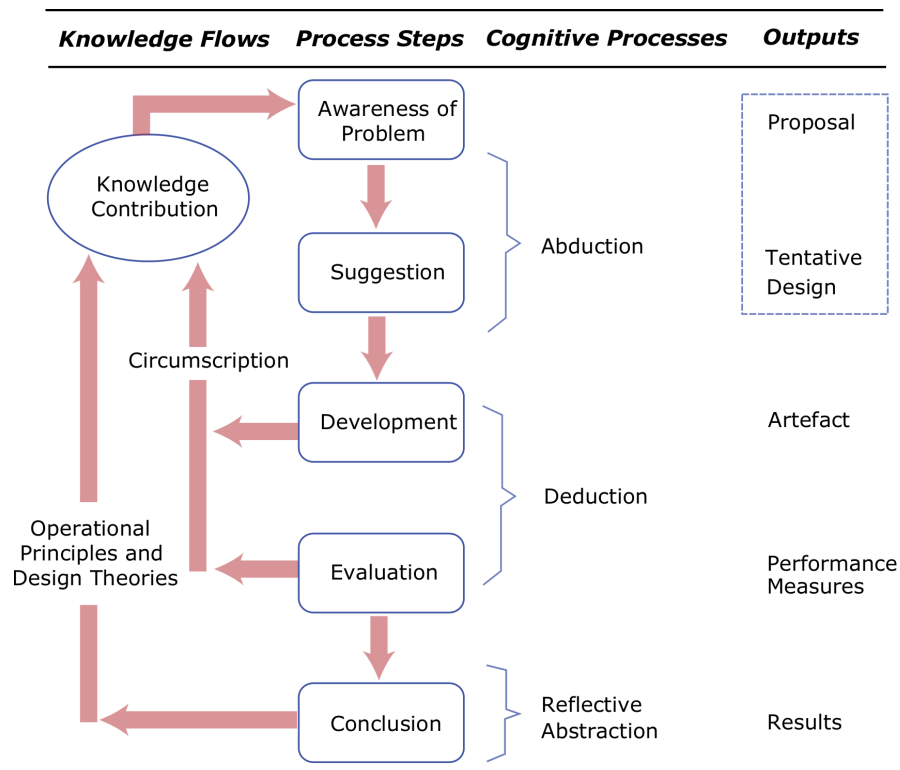 Knowledge Flows Process Steps Cognitive Processes Outputs
Awareness of
Problem
Proposal
Knowledge
Contribution
Abduction
Suggestion
Tentative
Design
Circumscription
Development
Artefact
Deduction
Operational
Principles and
Design Theories
Evaluation
Performance
Measures
Reflective
Abstraction
Conclusion
Results